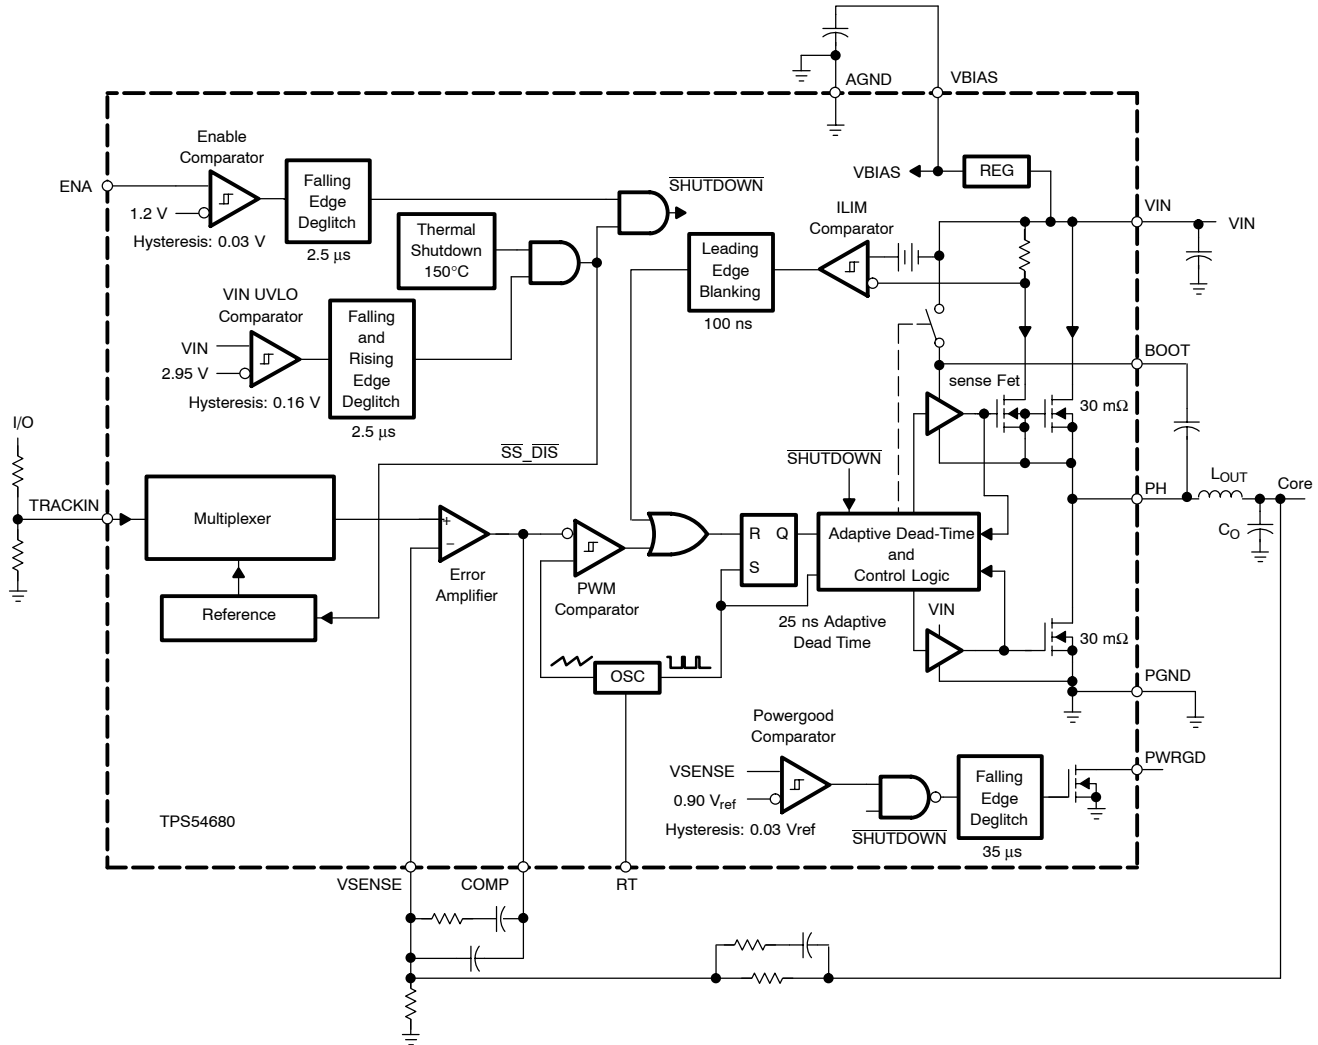 AGND
VBIAS
Enable
Comparator
ENA
1.2 V
Hysteresis: 0.03 V
Falling
Edge
Deglitch
2.5 μs
SHUTDOWN
VBIAS
REG
VIN
VIN
ILIM
Comparator
Thermal
Shutdown
150°C
Leading
Edge
Blanking
100 ns
VIN UVLO
Comparator
VIN
2.95 V
Hysteresis: 0.16 V
Falling
and
Rising
Edge
Deglitch
2.5 μs
BOOT
sense Fet
30 mΩ
I/O
SS_DIS
SHUTDOWN
TRACKIN
Multiplexer
Reference
+
−
Error
Amplifier
PWM
Comparator
R Q
S
Adaptive Dead-Time
and
Control Logic
25 ns Adaptive
Dead Time
PH
LOUT
Core
CO
VIN
30 mΩ
OSC
PGND
Powergood
Comparator
VSENSE
0.90 Vref
Hysteresis: 0.03 Vref
SHUTDOWN
Falling
Edge
Deglitch
35 μs
PWRGD
TPS54680
VSENSE
COMP
RT